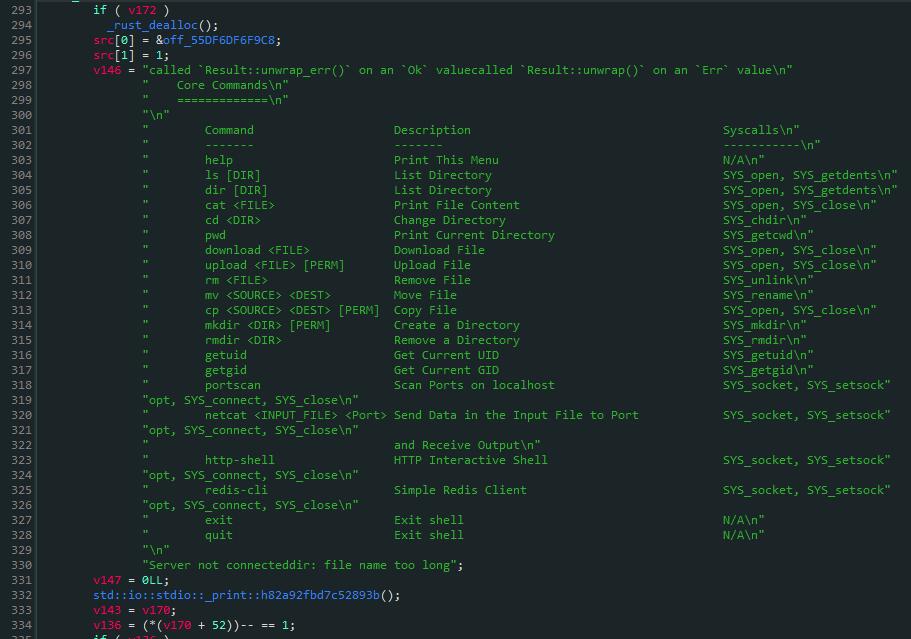 293 if ( v172 )
294 _rust_dealloc();
295 src[0] = &off_55DF6DF6F9C8;
296 src[1] = 1;
297 v146 = "called `Result::unwrap_err()` on an `Ok` valuecalled `Result::unwrap()` on an `Err` value\n"
298 "    Core Commands\n"
299 "    =============\n"
300 "\n"
301 "        Command                    Description                                    Syscalls\n"
302 "        -------                    -------                                        -----------\n"
303 "        help                       Print This Menu                                N/A\n"
304 "        ls [DIR]                   List Directory                                 SYS_open, SYS_getdents\n"
305 "        dir [DIR]                  List Directory                                 SYS_open, SYS_getdents\n"
306 "        cat <FILE>                 Print File Content                             SYS_open, SYS_close\n"
307 "        cd <DIR>                   Change Directory                               SYS_chdir\n"
308 "        pwd                        Print Current Directory                        SYS_getcwd\n"
309 "        download <FILE>            Download File                                  SYS_open, SYS_close\n"
310 "        upload <FILE> [PERM]       Upload File                                    SYS_open, SYS_close\n"
311 "        rm <FILE>                  Remove File                                    SYS_unlink\n"
312 "        mv <SOURCE> <DEST>         Move File                                      SYS_rename\n"
313 "        cp <SOURCE> <DEST> [PERM]  Copy File                                      SYS_open, SYS_close\n"
314 "        mkdir <DIR> [PERM]         Create a Directory                             SYS_mkdir\n"
315 "        rmdir <DIR>                Remove a Directory                             SYS_rmdir\n"
316 "        getuid                     Get Current UID                                SYS_getuid\n"
317 "        getgid                     Get Current GID                                SYS_getgid\n"
318 "        portscan                   Scan Ports on localhost                        SYS_socket, SYS_setsock"
319 "opt, SYS_connect, SYS_close\n"
320 "        netcat <INPUT_FILE> <Port> Send Data in the Input File to Port            SYS_socket, SYS_setsock"
321 "opt, SYS_connect, SYS_close\n"
322 "                                   and Receive Output\n"
323 "        http-shell                 HTTP Interactive Shell                         SYS_socket, SYS_setsock"
324 "opt, SYS_connect, SYS_close\n"
325 "        redis-cli                  Simple Redis Client                            SYS_socket, SYS_setsock"
326 "opt, SYS_connect, SYS_close\n"
327 "        exit                       Exit shell                                     N/A\n"
328 "        quit                       Exit shell                                     N/A\n"
329 "\n"
330 "Server not connecteddir: file name too long";
331 v147 = 0LL;
332 std::io::stdio::_print::h82a92fbd7c52893b();
333 v143 = v170;
334 v136 = (*(v170 + 52))-- == 1;